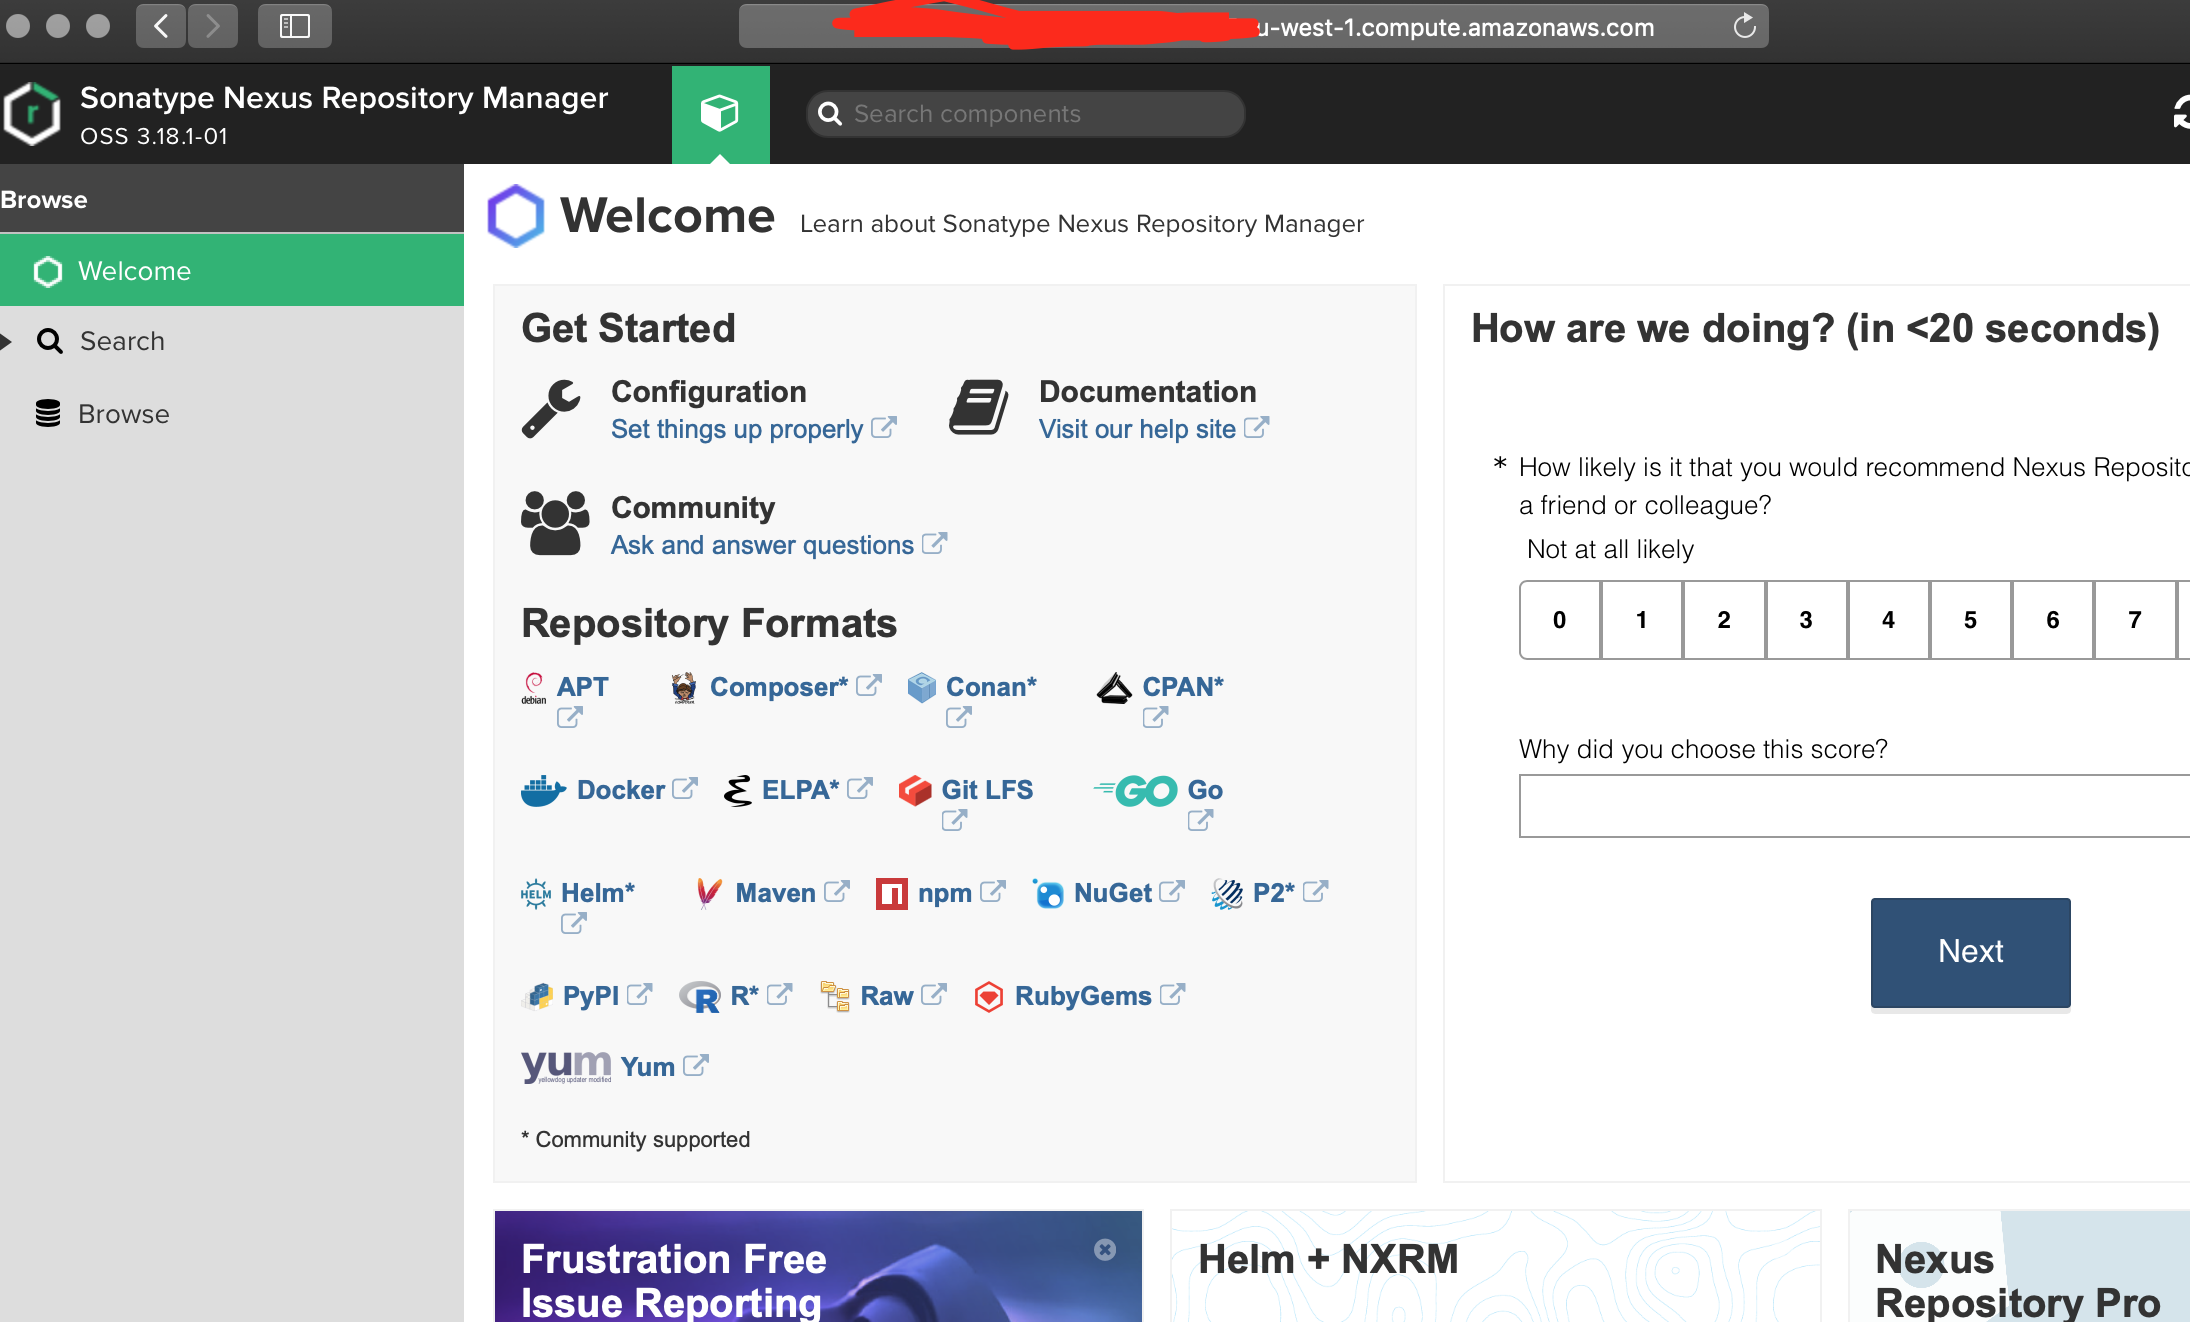 u-west-1.compute.amazonaws.com
Sonatype Nexus Repository Manager
OSS 3.18.1-01
Search components
Browse
Welcome
Search
Browse
Welcome Learn about Sonatype Nexus Repository Manager
Get Started
Configuration
Set things up properly
Documentation
Visit our help site
Community
Ask and answer questions
Repository Formats
debian APT Composer* Conan* CPAN*
Docker ELPA* Git LFS GO Go
HELM Helm* Maven npm NuGet P2*
PyPI R* Raw RubyGems
yum Yum
yellowdog updater modified
* Community supported
How are we doing? (in <20 seconds)
* How likely is it that you would recommend Nexus
a friend or colleague?
Not at all likely
0 1 2 3 4 5 6 7
Why did you choose this score?
Next
Frustration Free
Issue Reporting
Helm + NXRM
Nexus
Repository Pro